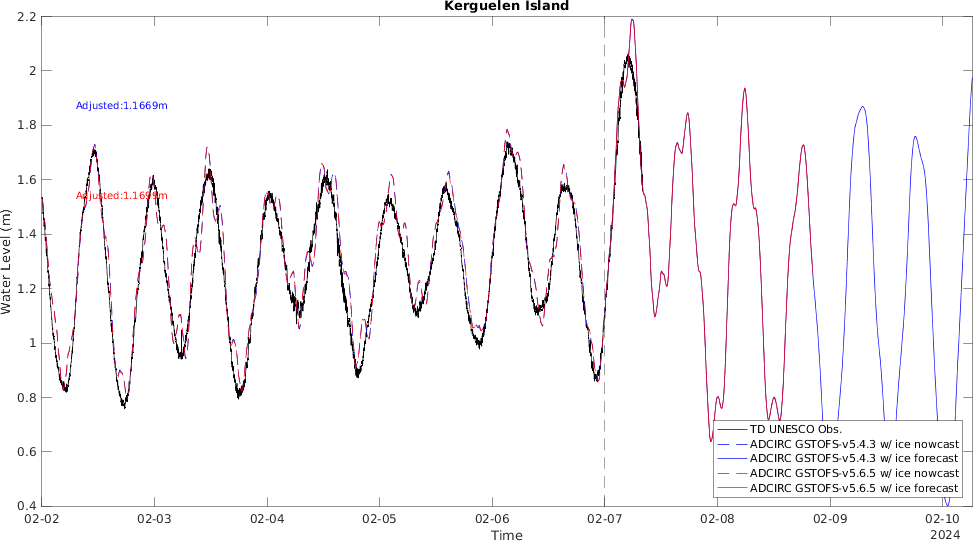 Kerguelen Island
2.2
2
1.8
1.6
1.4
1.2
1
0.8
0.6
0.4
Water Level (m)
Adjusted:1.1669m
Adjusted:1.1699m
TD UNESCO Obs.
ADCIRC GSTOFS-v5.4.3 w/ ice nowcast
ADCIRC GSTOFS-v5.4.3 w/ ice forecast
ADCIRC GSTOFS-v5.6.5 w/ ice nowcast
ADCIRC GSTOFS-v5.6.5 w/ ice forecast
02-02 02-03 02-04 02-05 02-06 02-07 02-08 02-09 02-10
Time
2024